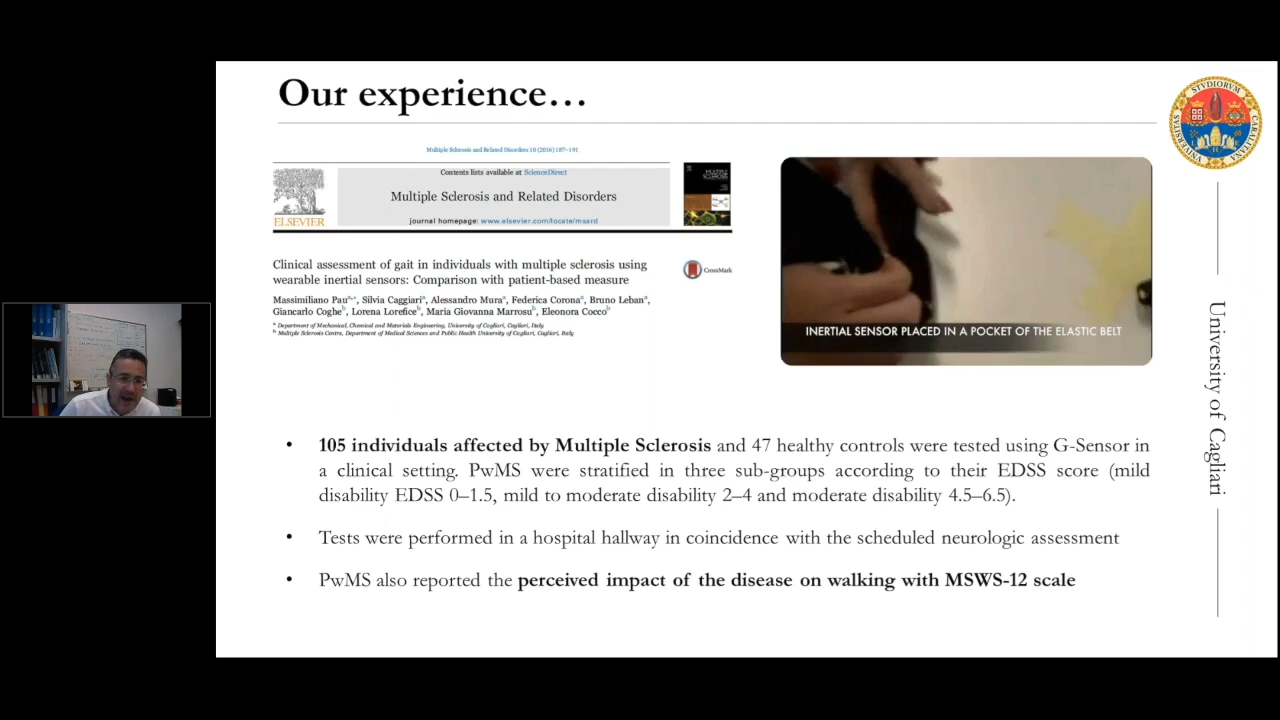 Our experience…
Multiple Sclerosis and Related Disorders 10 (2016) 187–191
Contents lists available at ScienceDirect
Multiple Sclerosis and Related Disorders
ELSEVIER
journal homepage: www.elsevier.com/locate/msard
Clinical assessment of gait in individuals with multiple sclerosis using
wearable inertial sensors: Comparison with patient-based measure
CrossMark
Massimiliano Pau a,*, Silvia Caggiari a, Alessandro Mura a, Federica Corona a, Bruno Leban a,
Giancarlo Coghe b, Lorena Lorefice b, Maria Giovanna Marrosu b, Eleonora Cocco b
a Department of Mechanical, Chemical and Materials Engineering, University of Cagliari, Cagliari, Italy
b Multiple Sclerosis Centre, Department of Medical Sciences and Public Health University of Cagliari, Cagliari, Italy
INERTIAL SENSOR PLACED IN A POCKET OF THE ELASTIC BELT
• 105 individuals affected by Multiple Sclerosis and 47 healthy controls were tested using G-Sensor in
a clinical setting. PwMS were stratified in three sub-groups according to their EDSS score (mild
disability EDSS 0–1.5, mild to moderate disability 2–4 and moderate disability 4.5–6.5).
• Tests were performed in a hospital hallway in coincidence with the scheduled neurologic assessment
• PwMS also reported the perceived impact of the disease on walking with MSWS-12 scale
University of Cagliari